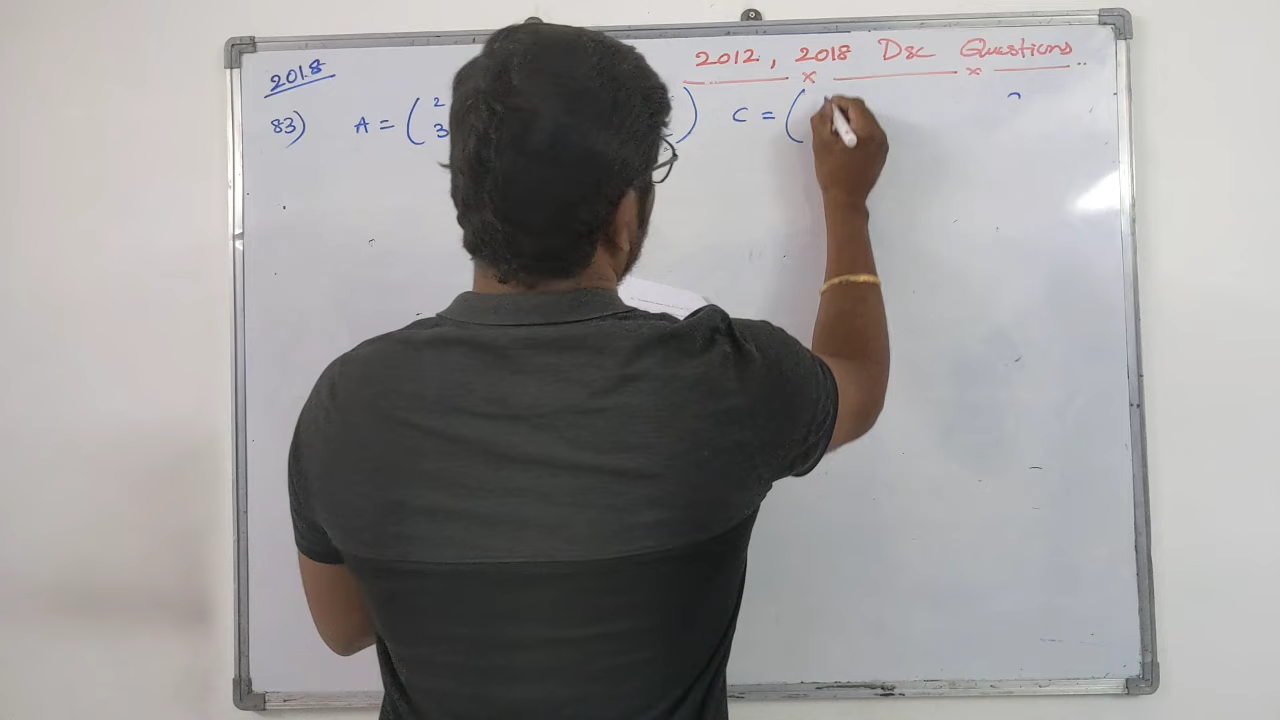 2012, 2018 Dsc Questions
2018
83) A = ( 2
3 ) C = (